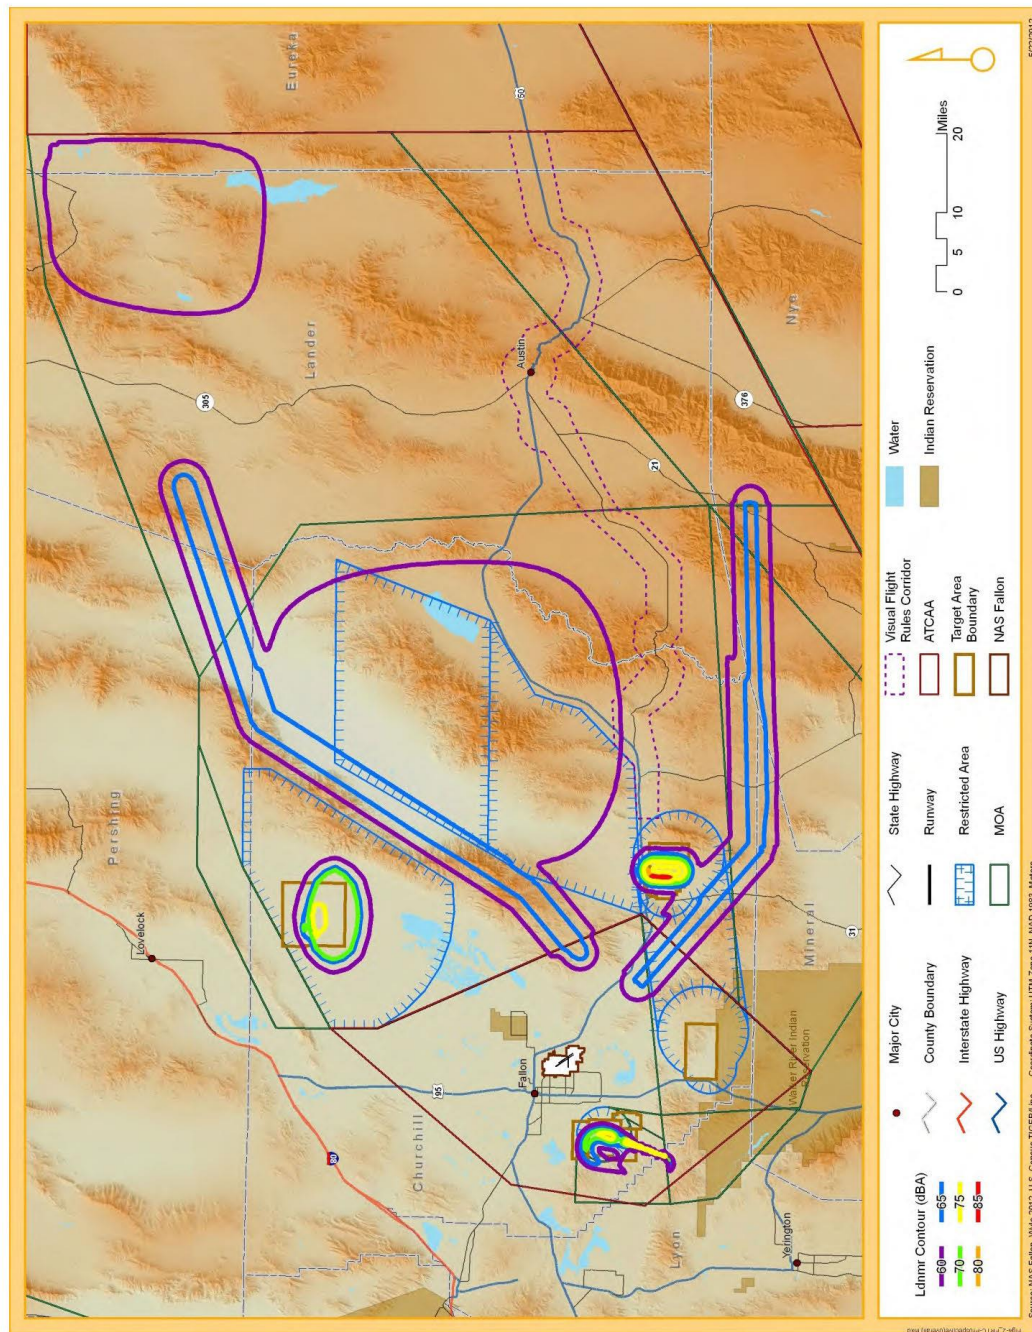 Pershing
Lovelock
80
Churchill
95
Fallon
Lyon
Yerington
Walker River Indian
Mineral
31
Lander
305
Eureka
50
Austin
21
376
Nye
Ldnmr Contour (dBA)
60
65
70
75
80
85
Major City
County Boundary
Interstate Highway
US Highway
State Highway
Runway
Restricted Area
MOA
Visual Flight
Rules Corridor
ATCAA
Target Area
Boundary
NAS Fallon
Water
Indian Reservation
0
5
10
20
Miles